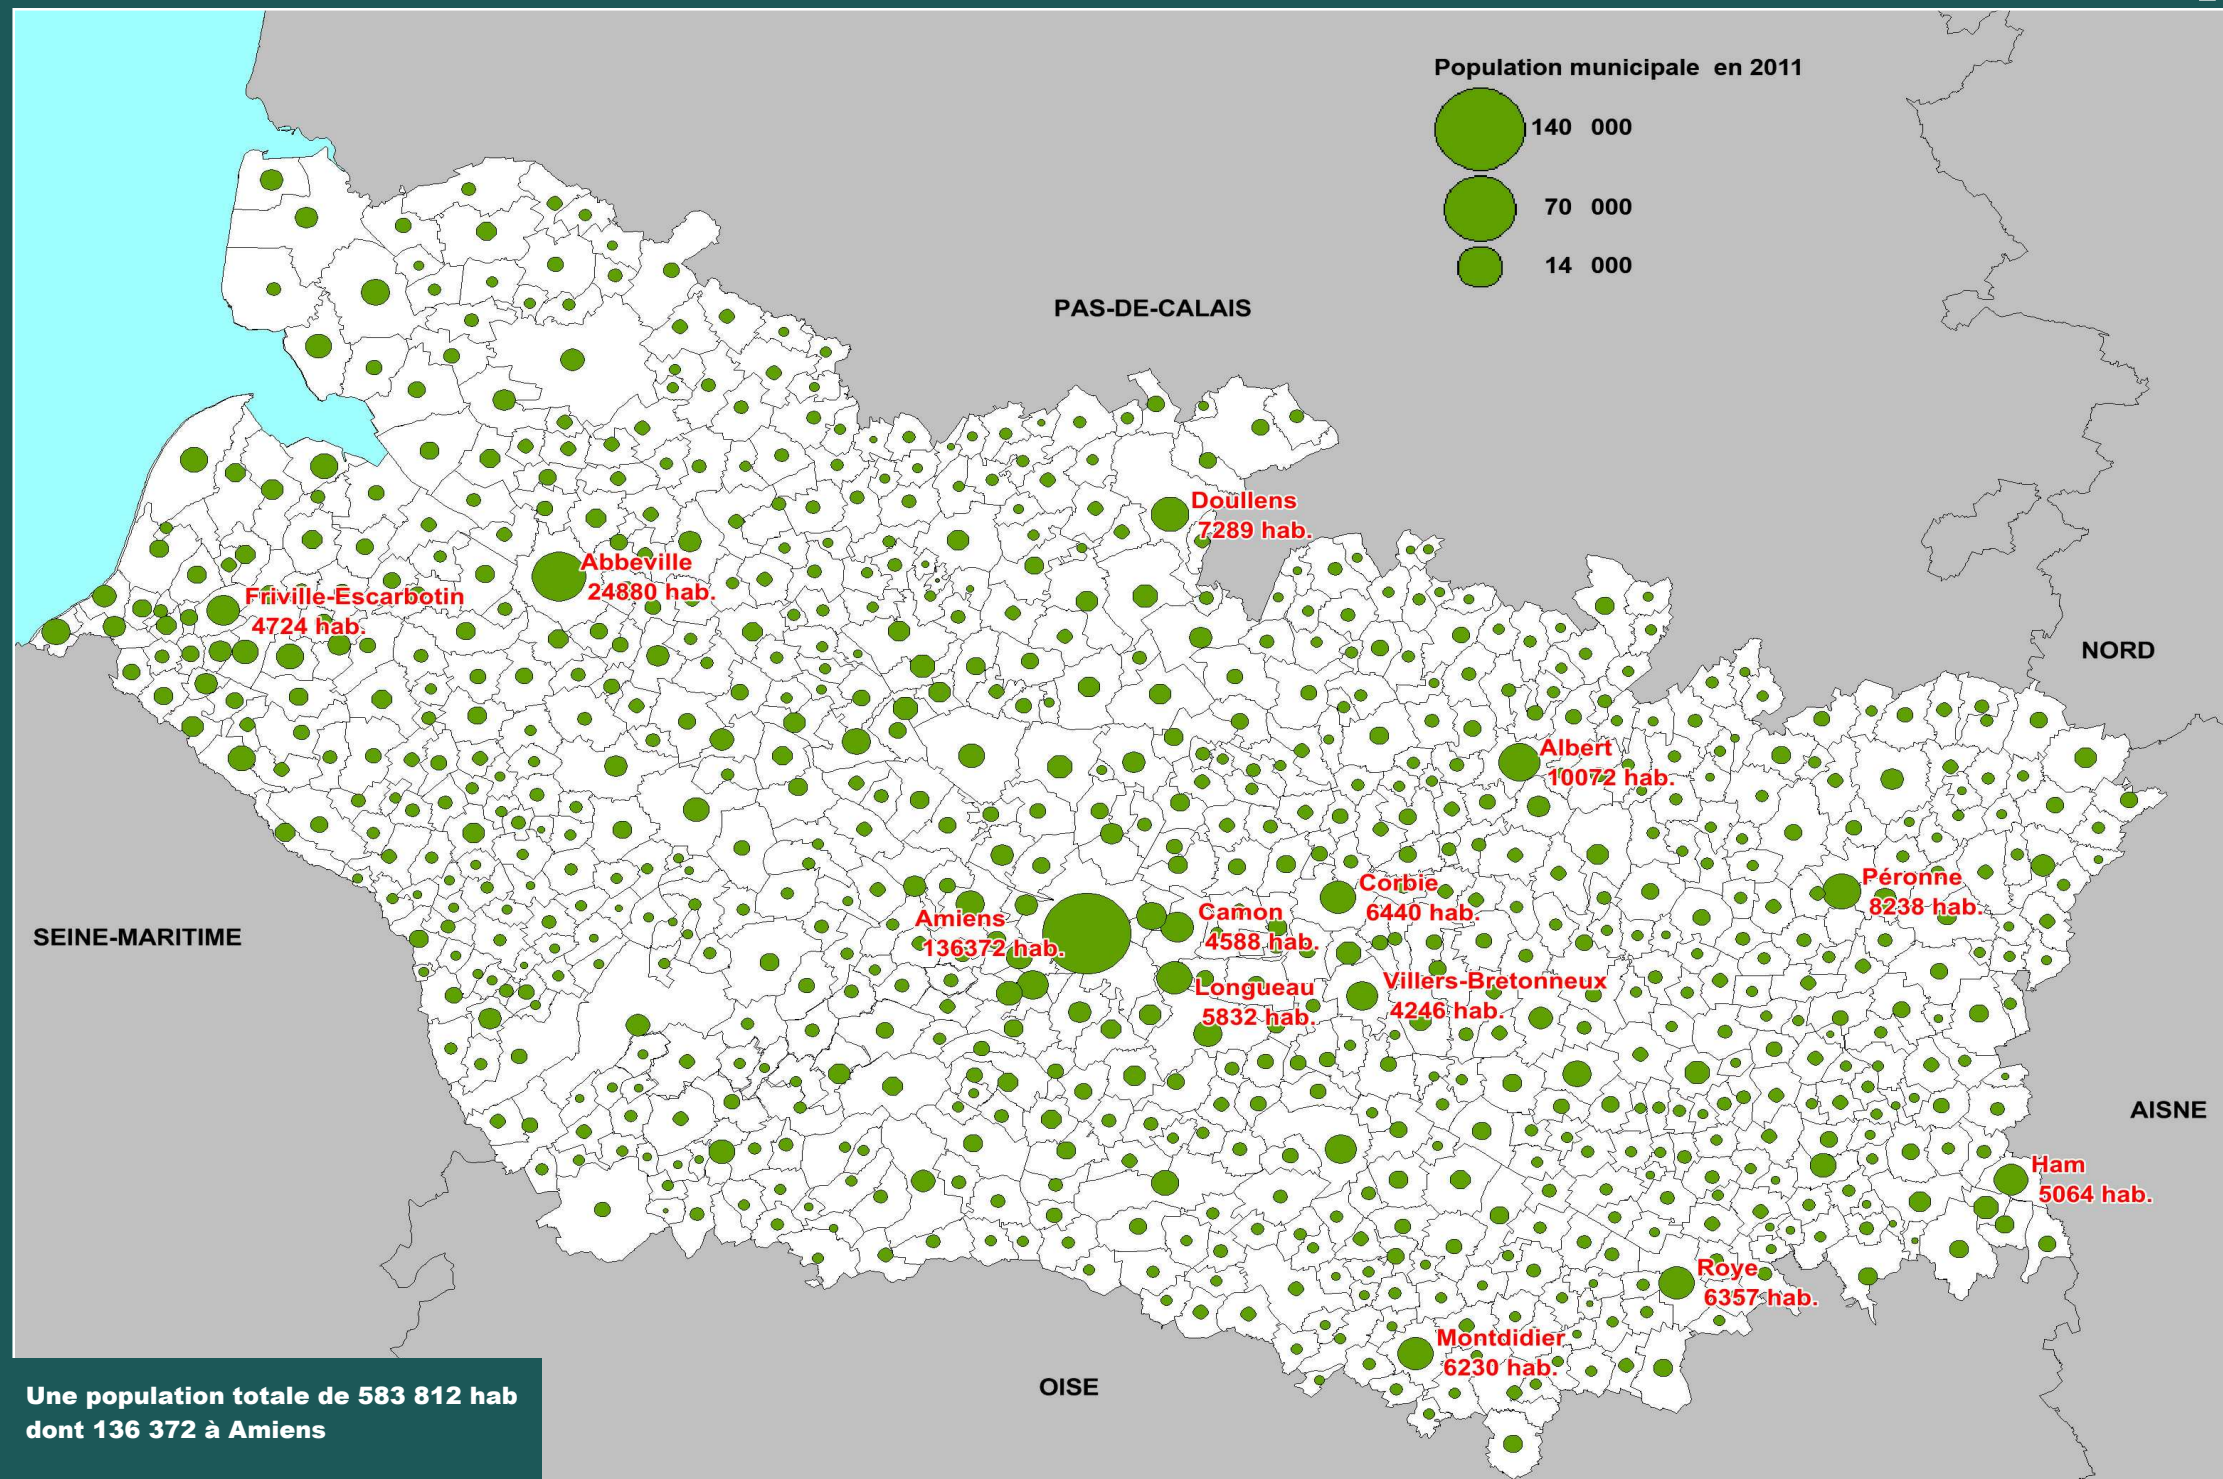 Population municipale en 2011
140 000
70 000
14 000
PAS-DE-CALAIS
Doullens
7289 hab.
Abbeville
24880 hab.
Friville-Escarbotin
4724 hab.
NORD
Albert
10072 hab.
Péronne
8238 hab.
Corbie
6440 hab.
Camon
4588 hab.
Amiens
136372 hab.
SEINE-MARITIME
Longueau
5832 hab.
Villers-Bretonneux
4246 hab.
AISNE
Ham
5064 hab.
Roye
6357 hab.
Montdidier
6230 hab.
OISE
Une population totale de 583 812 hab
dont 136 372 à Amiens